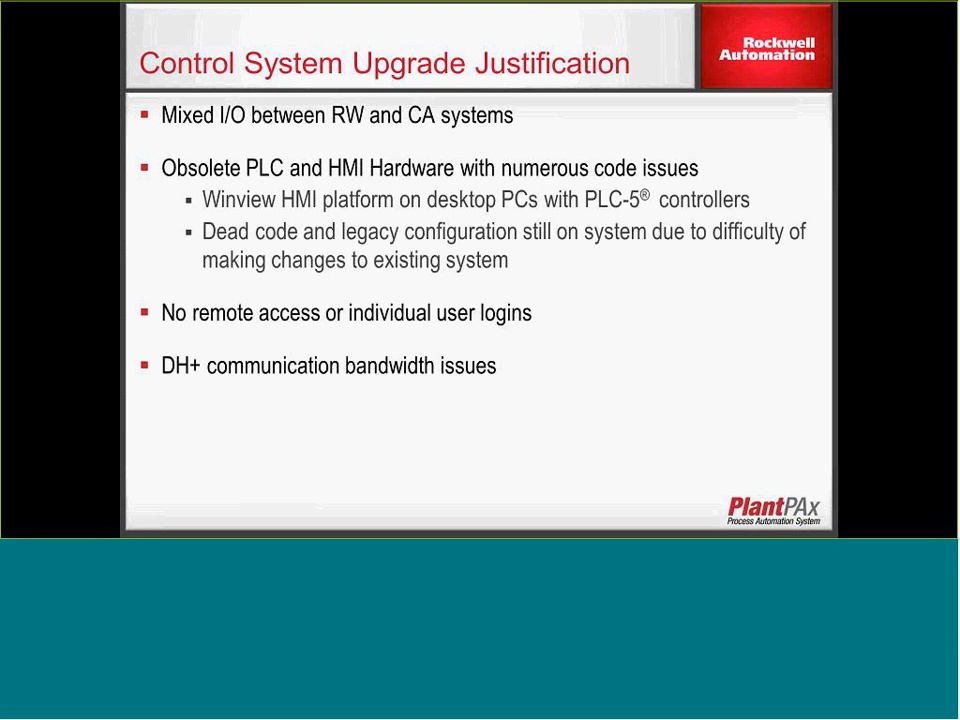 Control System Upgrade Justification
Rockwell
Automation
▪ Mixed I/O between RW and CA systems
▪ Obsolete PLC and HMI Hardware with numerous code issues
▪ Winview HMI platform on desktop PCs with PLC-5® controllers
▪ Dead code and legacy configuration still on system due to difficulty of
making changes to existing system
▪ No remote access or individual user logins
▪ DH+ communication bandwidth issues
PlantPAx
Process Automation System